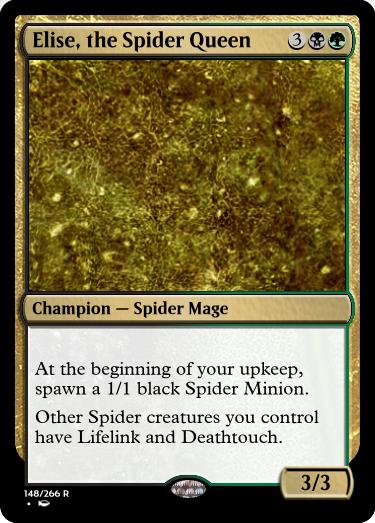 Elise, the Spider Queen 3
Champion — Spider Mage
At the beginning of your upkeep,
spawn a 1/1 black Spider Minion.
Other Spider creatures you control
have Lifelink and Deathtouch.
3/3
148/266 R